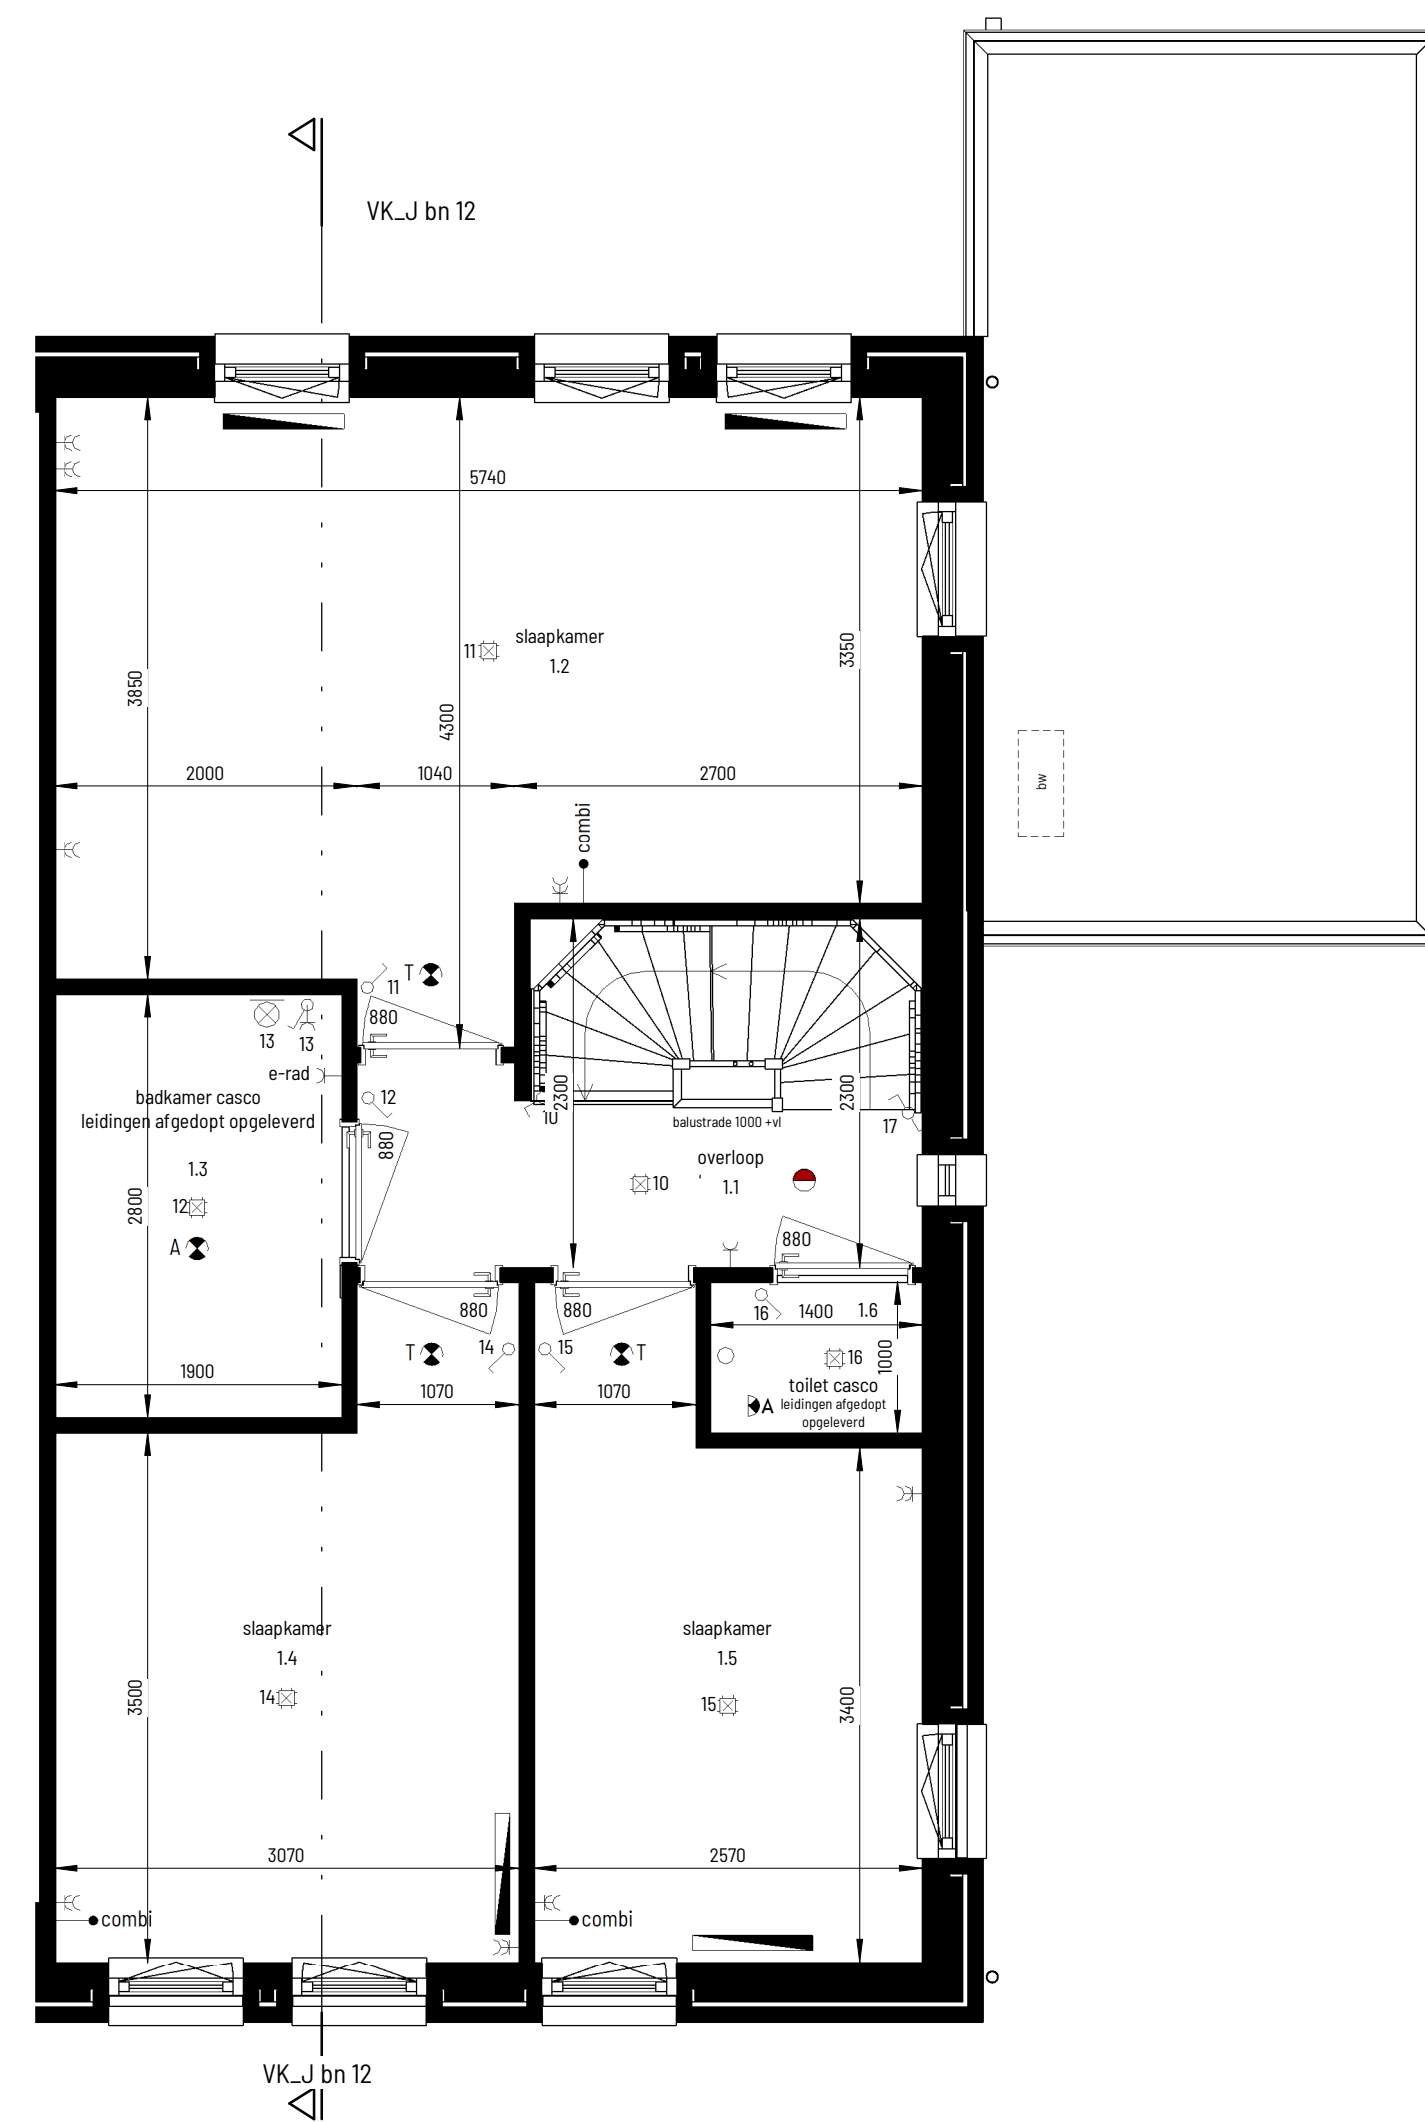 VK_J bn 12
5740
slaapkamer
11
1.2
3350
3850
4300
2000
1040
2700
bw
combi
T
11
880
13
13
e-rad
12
badkamer casco
leidingen afgedopt opgeleverd
880
1.3
12
2800
A
10
2300
2300
balustrade 1000 +vl
17
overloop
10
1.1
880
880
880
16
1400
1.6
T
14
15
T
16
1000
1900
1070
1070
toilet casco
A
leidingen afgedopt
opgeleverd
slaapkamer
1.4
14
3500
slaapkamer
1.5
15
3400
3070
2570
combi
combi
VK_J bn 12